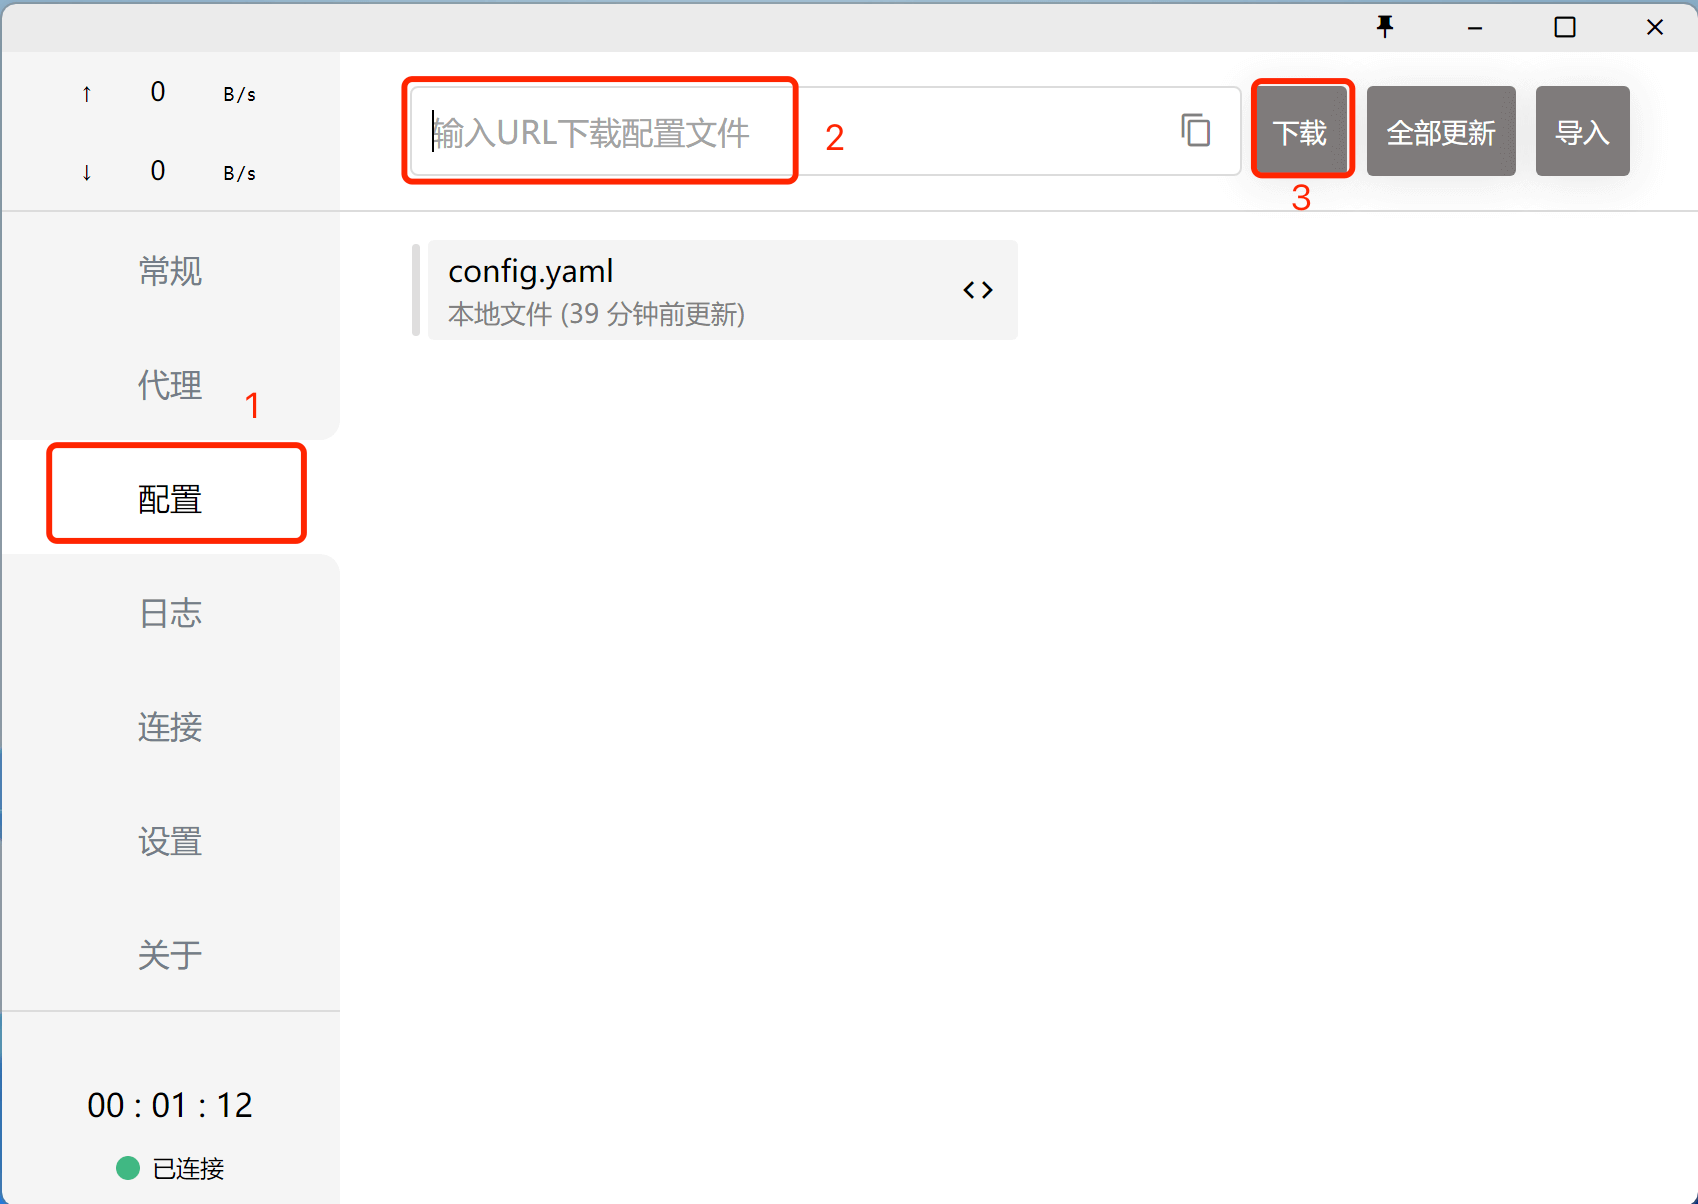 ↑ 0 B/s
↓ 0 B/s
输入URL下载配置文件
2
下载
3
全部更新
导入
常规
代理
1
配置
日志
连接
设置
关于
config.yaml
本地文件 (39 分钟前更新)
00 : 01 : 12
已连接